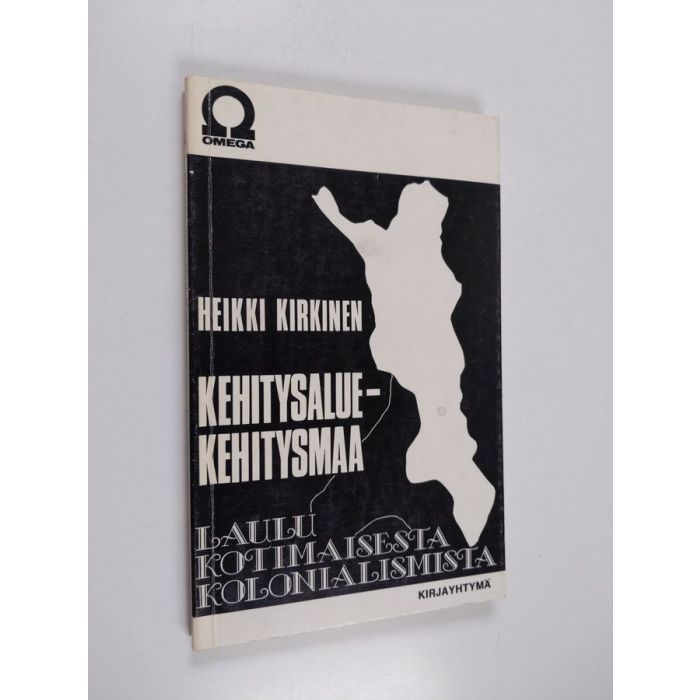 OMEGA
HEIKKI KIRKINEN
KEHITYSALUE-
KEHITYSMAA
LAULU
KOTIMAISESTA
KOLONIALISMISTA
KIRJAYHTYMÄ